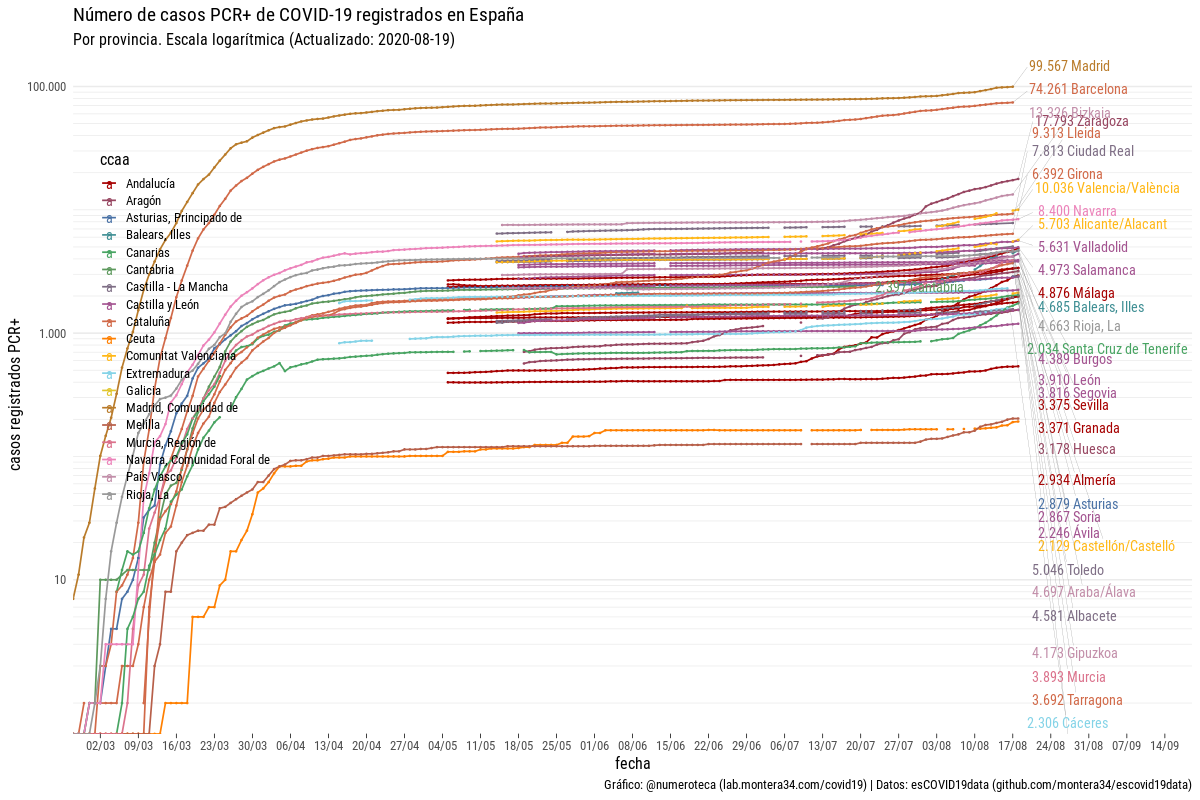 Número de casos PCR+ de COVID-19 registrados en España
Por provincia. Escala logarítmica (Actualizado: 2020-08-19)
casos registrados PCR+
100.000
1.000
10
ccaa
Andalucía
Aragón
Asturias, Principado de
Balears, Illes
Canarias
Cantabria
Castilla - La Mancha
Castilla y León
Cataluña
Ceuta
Comunitat Valenciana
Extremadura
Galicia
Madrid, Comunidad de
Melilla
Murcia, Región de
Navarra, Comunidad Foral de
País Vasco
Rioja, La
99.567 Madrid
74.261 Barcelona
13.326 Bizkaja
17.793 Zaragoza
9.313 Lleida
7.813 Ciudad Real
6.392 Girona
10.036 Valencia/València
8.400 Navarra
5.703 Alicante/Alacant
5.631 Valladolid
4.973 Salamanca
Cantabria
4.876 Málaga
4.685 Balears, Illes
4.663 Rioja, La
2.034 Santa Cruz de Tenerife
4.389 Burgos
3.910 León
3.816 Segovia
3.375 Sevilla
3.371 Granada
3.178 Huesca
2.934 Almería
2.879 Asturias
2.867 Soria
2.246 Ávila
2.129 Castellón/Castelló
5.046 Toledo
4.697 Araba/Álava
4.581 Albacete
4.173 Gipuzkoa
3.893 Murcia
3.692 Tarragona
2.306 Cáceres
02/03 09/03 16/03 23/03 30/03 06/04 13/04 20/04 27/04 04/05 11/05 18/05 25/05 01/06 08/06 15/06 22/06 29/06 06/07 13/07 20/07 27/07 03/08 10/08 17/08 24/08 31/08 07/09 14/09
fecha
Gráfico: @numeroteca (lab.montera34.com/covid19) | Datos: esCOVID19data (github.com/montera34/escovid19data)